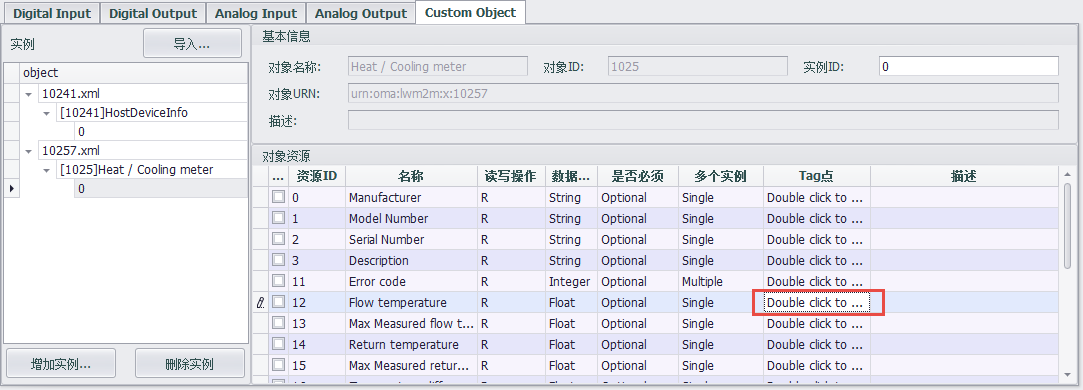 Digital Input Digital Output Analog Input Analog Output Custom Object
实例 导入...
object
10241.xml
[10241]HostDeviceInfo
0
10257.xml
[1025]Heat / Cooling meter
0
增加实例... 删除实例
基本信息
对象名称: Heat / Cooling meter 对象ID: 1025 实例ID: 0
对象URN: urn:oma:lwm2m:x:10257
描述:
对象资源
... 资源ID 名称 读写操作 数据... 是否必须 多个实例 Tag点 描述
0 Manufacturer R String Optional Single Double click to ...
1 Model Number R String Optional Single Double click to ...
2 Serial Number R String Optional Single Double click to ...
3 Description R String Optional Single Double click to ...
11 Error code R Integer Optional Multiple Double click to ...
12 Flow temperature R Float Optional Single Double click to ...
13 Max Measured flow t... R Float Optional Single Double click to ...
14 Return temperature R Float Optional Single Double click to ...
15 Max Measured retur... R Float Optional Single Double click to ...